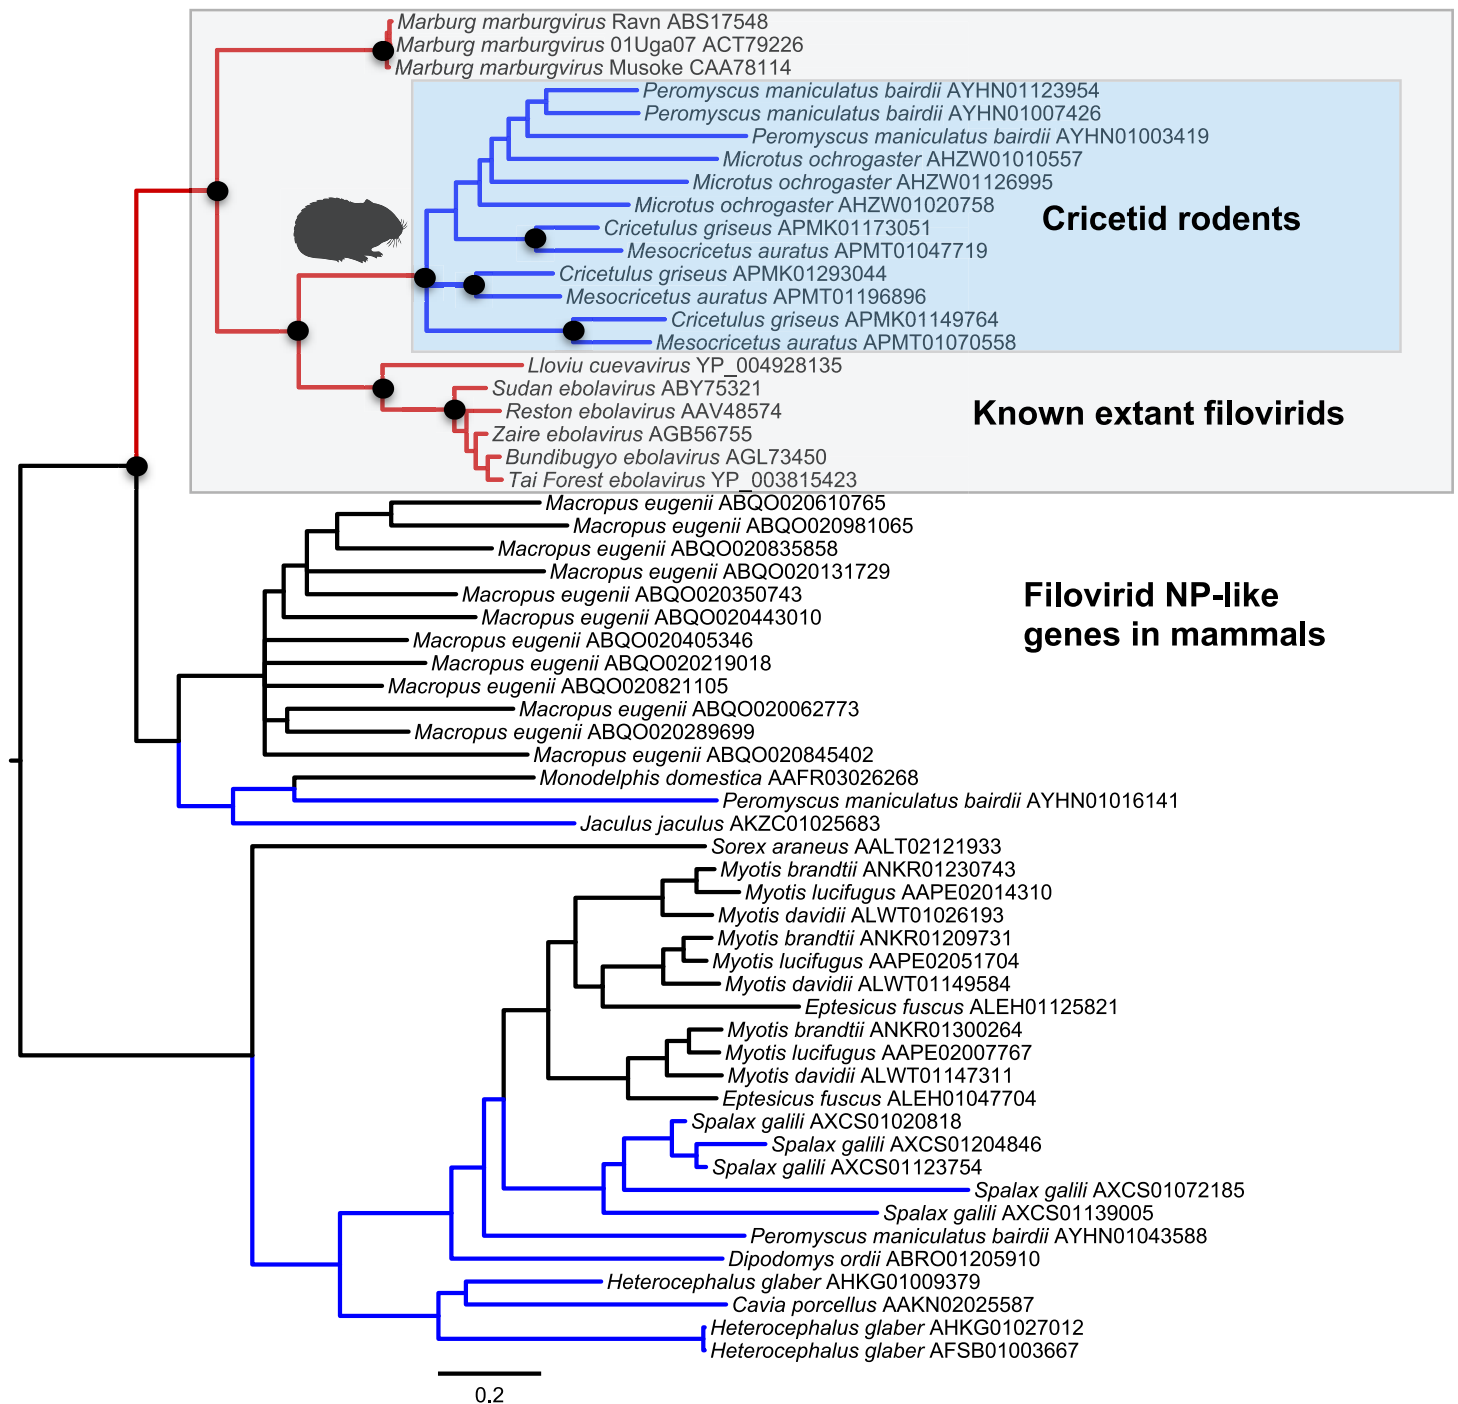 Marburg marburgvirus Ravn ABS17548
Marburg marburgvirus 01Uga07 ACT79226
Marburg marburgvirus Musoke CAA78114
Peromyscus maniculatus bairdii AYHN01123954
Peromyscus maniculatus bairdii AYHN01007426
Peromyscus maniculatus bairdii AYHN01003419
Microtus ochrogaster AHZW01010557
Microtus ochrogaster AHZW01126995
Microtus ochrogaster AHZW01020758
Cricetid rodents
Cricetulus griseus APMK01173051
Mesocricetus auratus APMT01047719
Cricetulus griseus APMK01293044
Mesocricetus auratus APMT01196896
Cricetulus griseus APMK01149764
Mesocricetus auratus APMT01070558
Lloviu cuevavirus YP_004928135
Sudan ebolavirus ABY75321
Reston ebolavirus AAV48574
Known extant filovirids
Zaire ebolavirus AGB56755
Bundibugyo ebolavirus AGL73450
Tai Forest ebolavirus YP_003815423
Macropus eugenii ABQO020610765
Macropus eugenii ABQO020981065
Macropus eugenii ABQO020835858
Macropus eugenii ABQO020131729
Macropus eugenii ABQO020350743
Filovirid NP-like
genes in mammals
Macropus eugenii ABQO020443010
Macropus eugenii ABQO020405346
Macropus eugenii ABQO020219018
Macropus eugenii ABQO020821105
Macropus eugenii ABQO020062773
Macropus eugenii ABQO020289699
Macropus eugenii ABQO020845402
Monodelphis domestica AAFR03026268
Peromyscus maniculatus bairdii AYHN01016141
Jaculus jaculus AKZC01025683
Sorex araneus AALT02121933
Myotis brandtii ANKR01230743
Myotis lucifugus AAPE02014310
Myotis davidii ALWT01026193
Myotis brandtii ANKR01209731
Myotis lucifugus AAPE02051704
Myotis davidii ALWT01149584
Eptesicus fuscus ALEH01125821
Myotis brandtii ANKR01300264
Myotis lucifugus AAPE02007767
Myotis davidii ALWT01147311
Eptesicus fuscus ALEH01047704
Spalax galili AXCS01020818
Spalax galili AXCS01204846
Spalax galili AXCS01123754
Spalax galili AXCS01072185
Spalax galili AXCS01139005
Peromyscus maniculatus bairdii AYHN01043588
Dipodomys ordii ABRO01205910
Heterocephalus glaber AHKG01009379
Cavia porcellus AAKN02025587
Heterocephalus glaber AHKG01027012
Heterocephalus glaber AFSB01003667
0.2